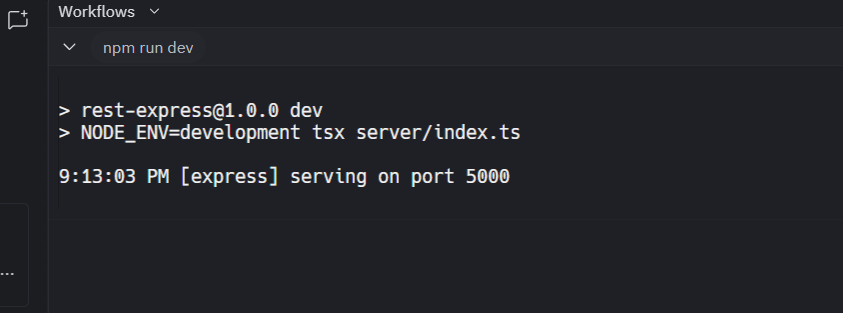 Workflows
npm run dev
> rest-express@1.0.0 dev
> NODE_ENV=development tsx server/index.ts
9:13:03 PM [express] serving on port 5000
...